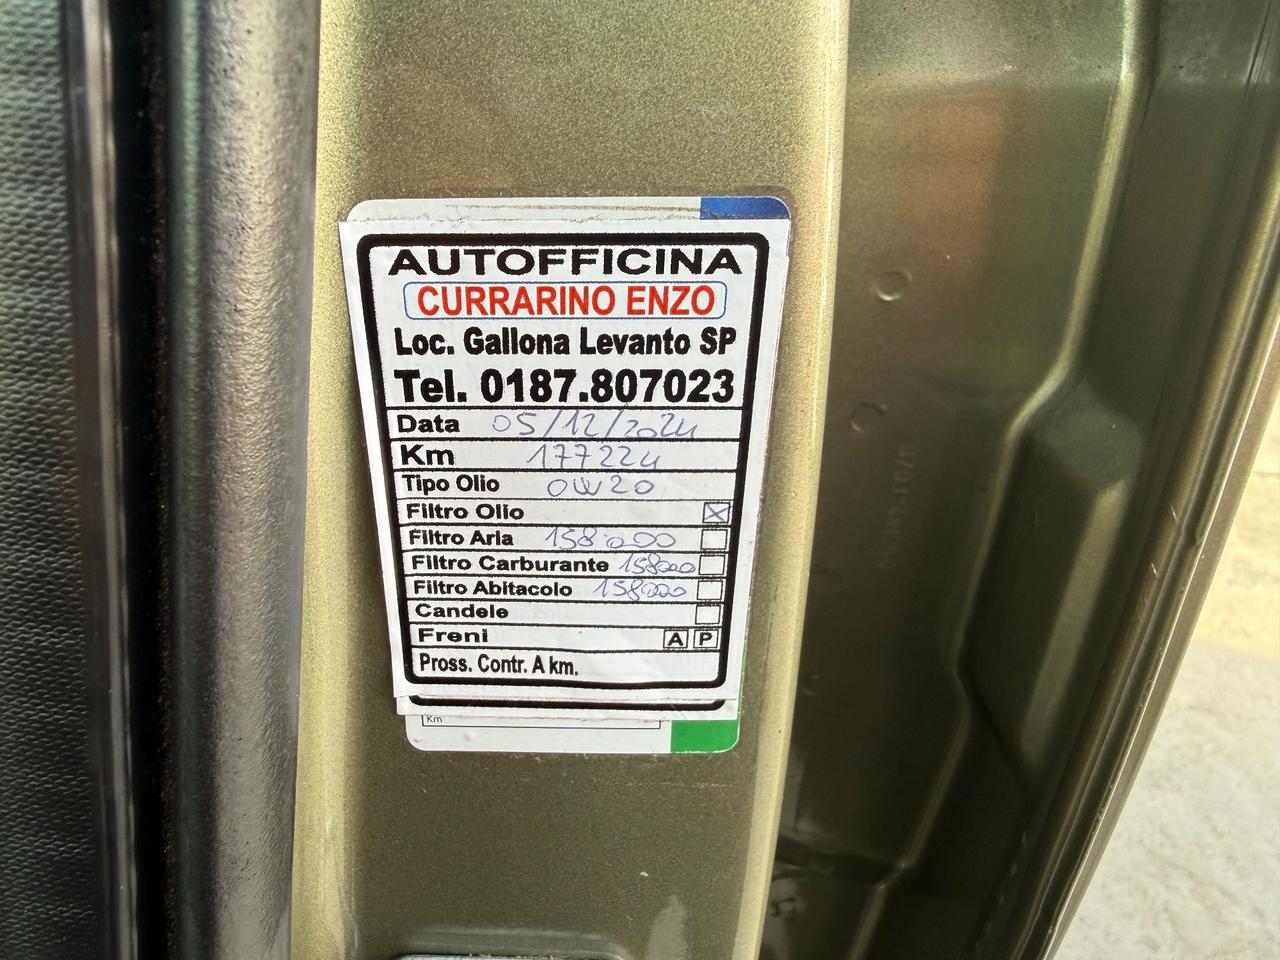 AUTOFFICINA
CURRARINO ENZO
Loc. Gallona Levanto SP
Tel. 0187.807023
Data 05/12/2024
Km 177224
Tipo Olio 0W20
Filtro Olio X
Filtro Aria 158000
Filtro Carburante 158000
Filtro Abitacolo 158000
Candele
Freni A P
Pross. Contr. A km.
Km